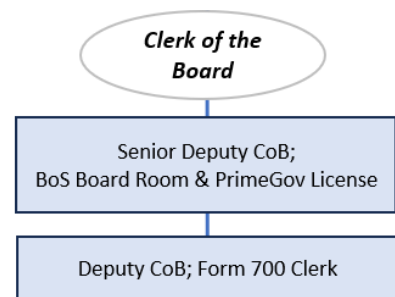 Clerk of the
Board
Senior Deputy CoB;
BoS Board Room & PrimeGov License
Deputy CoB; Form 700 Clerk